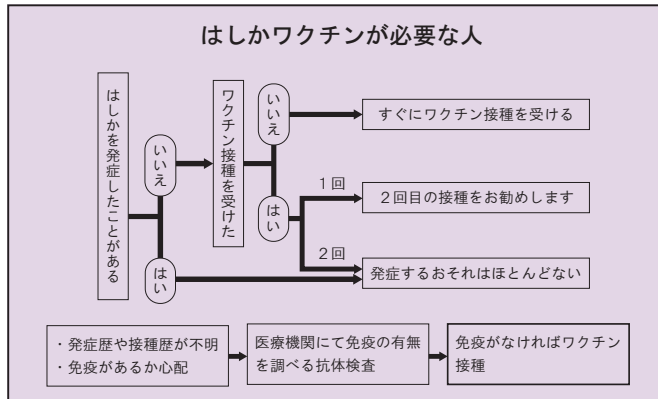 はしかワクチンが必要な人
はしかを発症したことがある
いいえ
はい
ワクチン接種を受けた
いいえ
はい
すぐにワクチン接種を受ける
1回
2回目の接種をお勧めします
2回
発症するおそれはほとんどない
・発症歴や接種歴が不明
・免疫があるか心配
医療機関にて免疫の有無
を調べる抗体検査
免疫がなければワクチン
接種